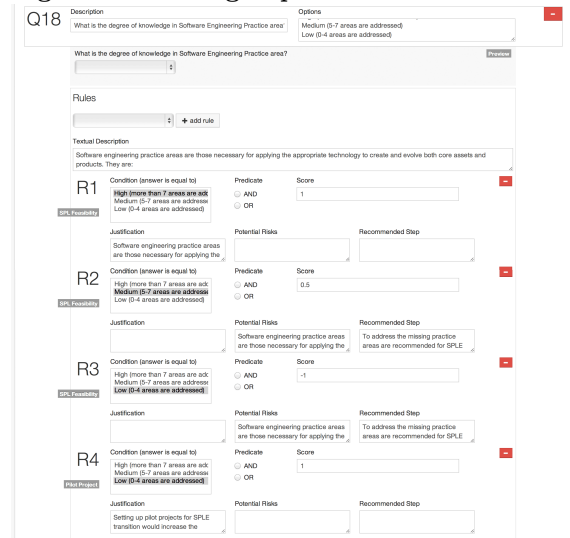 Q18
Description
Options
What is the degree of knowledge in Software Engineering Practice area
Medium (5-7 areas are addressed)
Low (0-4 areas are addressed)
What is the degree of knowledge in Software Engineering Practice area?
Preview
Rules
+ add rule
Textual Description
Software engineering practice areas are those necessary for applying the appropriate technology to create and evolve both core assets and
products. They are:
R1
SPL Feasibility
Condition (answer is equal to)
Predicate
Score
High (more than 7 areas are add
Medium (5-7 areas are addresse
Low (0-4 areas are addressed)
AND
OR
1
Justification
Potential Risks
Recommended Step
Software engineering practice areas
are those necessary for applying the
R2
SPL Feasibility
Condition (answer is equal to)
Predicate
Score
High (more than 7 areas are add
Medium (5-7 areas are addresse
Low (0-4 areas are addressed)
AND
OR
0.5
Justification
Potential Risks
Recommended Step
Software engineering practice areas
are those necessary for applying the
To address the missing practice
areas are recommended for SPLE
R3
SPL Feasibility
Condition (answer is equal to)
Predicate
Score
High (more than 7 areas are add
Medium (5-7 areas are addresse
Low (0-4 areas are addressed)
AND
OR
-1
Justification
Potential Risks
Recommended Step
Software engineering practice areas
are those necessary for applying the
To address the missing practice
areas are recommended for SPLE
R4
Pilot Project
Condition (answer is equal to)
Predicate
Score
High (more than 7 areas are add
Medium (5-7 areas are addresse
Low (0-4 areas are addressed)
AND
OR
1
Justification
Potential Risks
Recommended Step
Setting up pilot projects for SPLE
transition would increase the